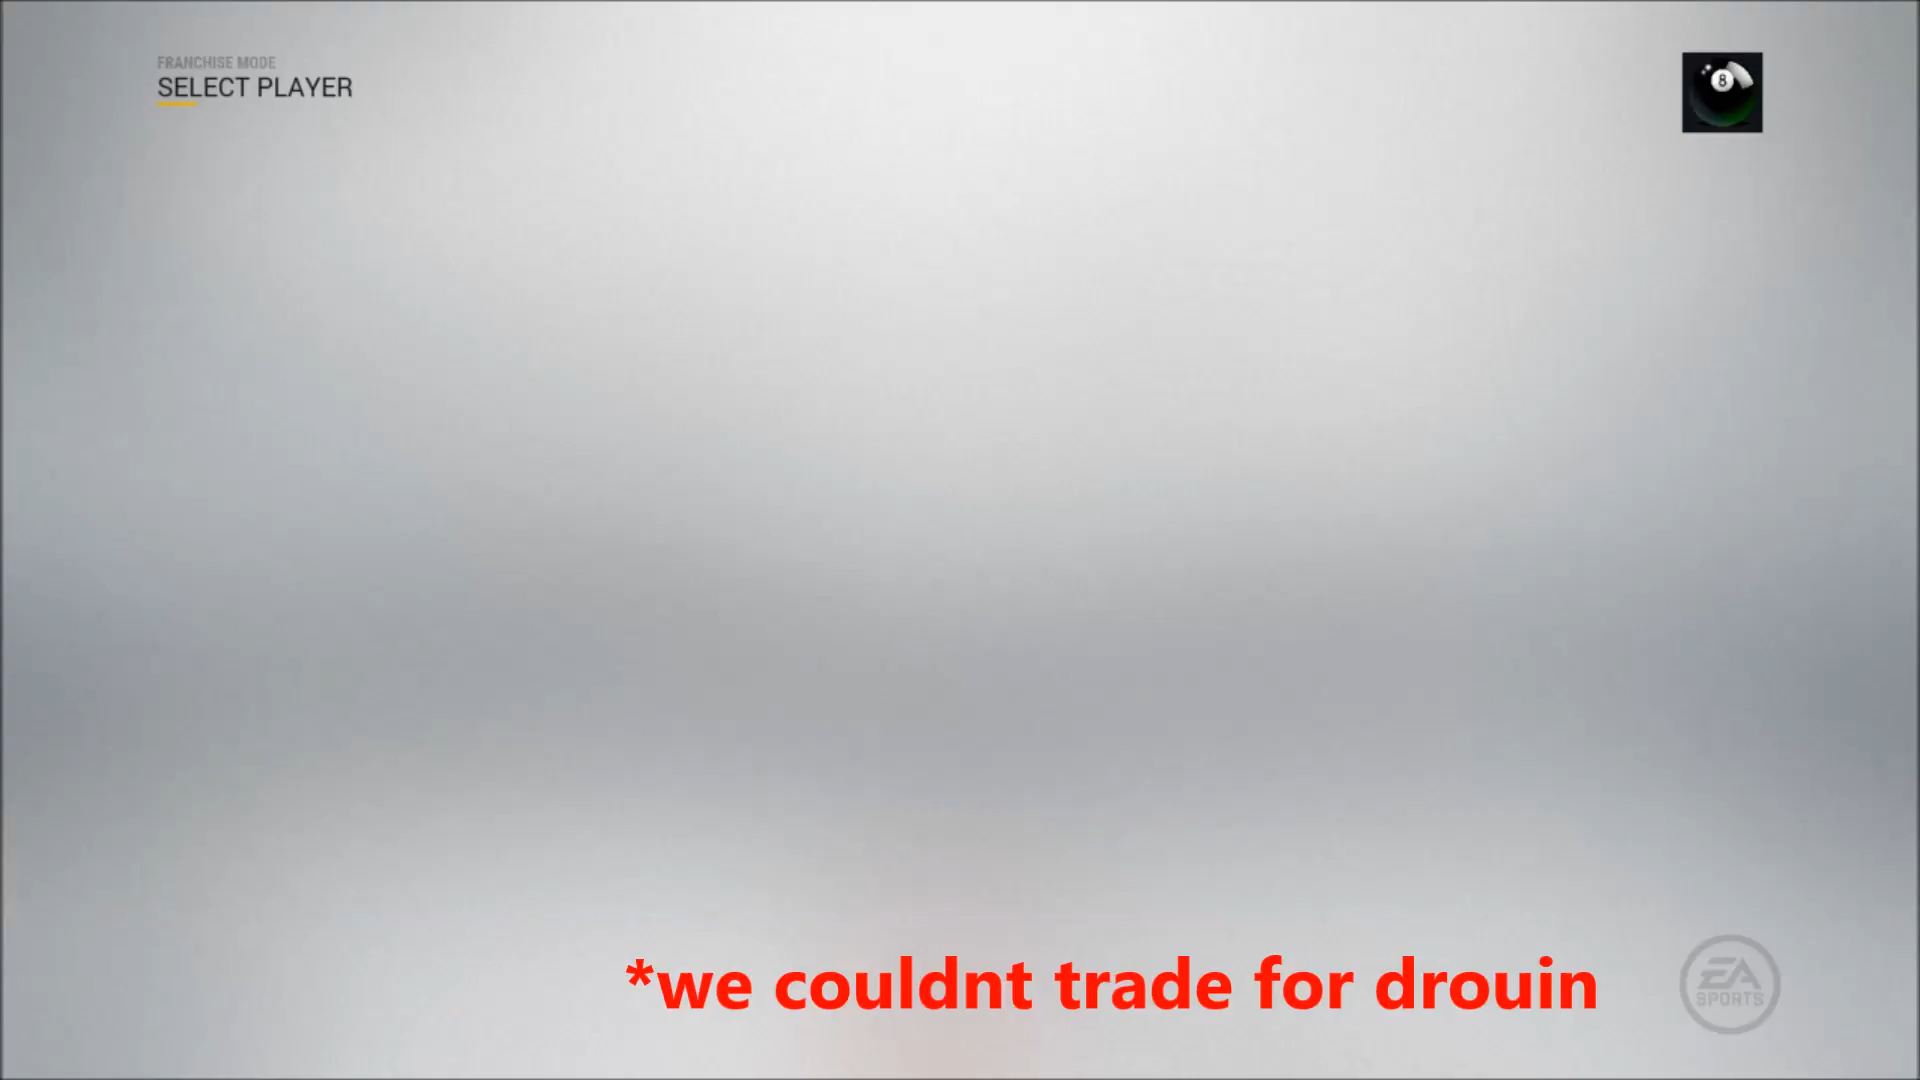 FRANCHISE MODE
SELECT PLAYER
8
*we couldnt trade for drouin
EA
SPORTS